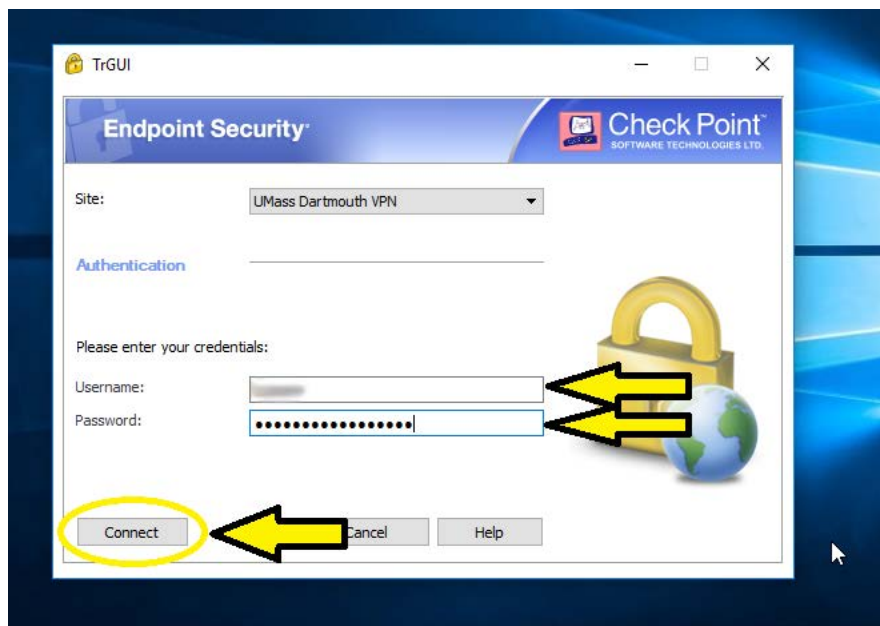 TrGUI
Endpoint Security
Check Point™
SOFTWARE TECHNOLOGIES LTD.
Site:
UMass Dartmouth VPN
Authentication
Please enter your credentials:
Username:
Password:
Connect
Cancel
Help